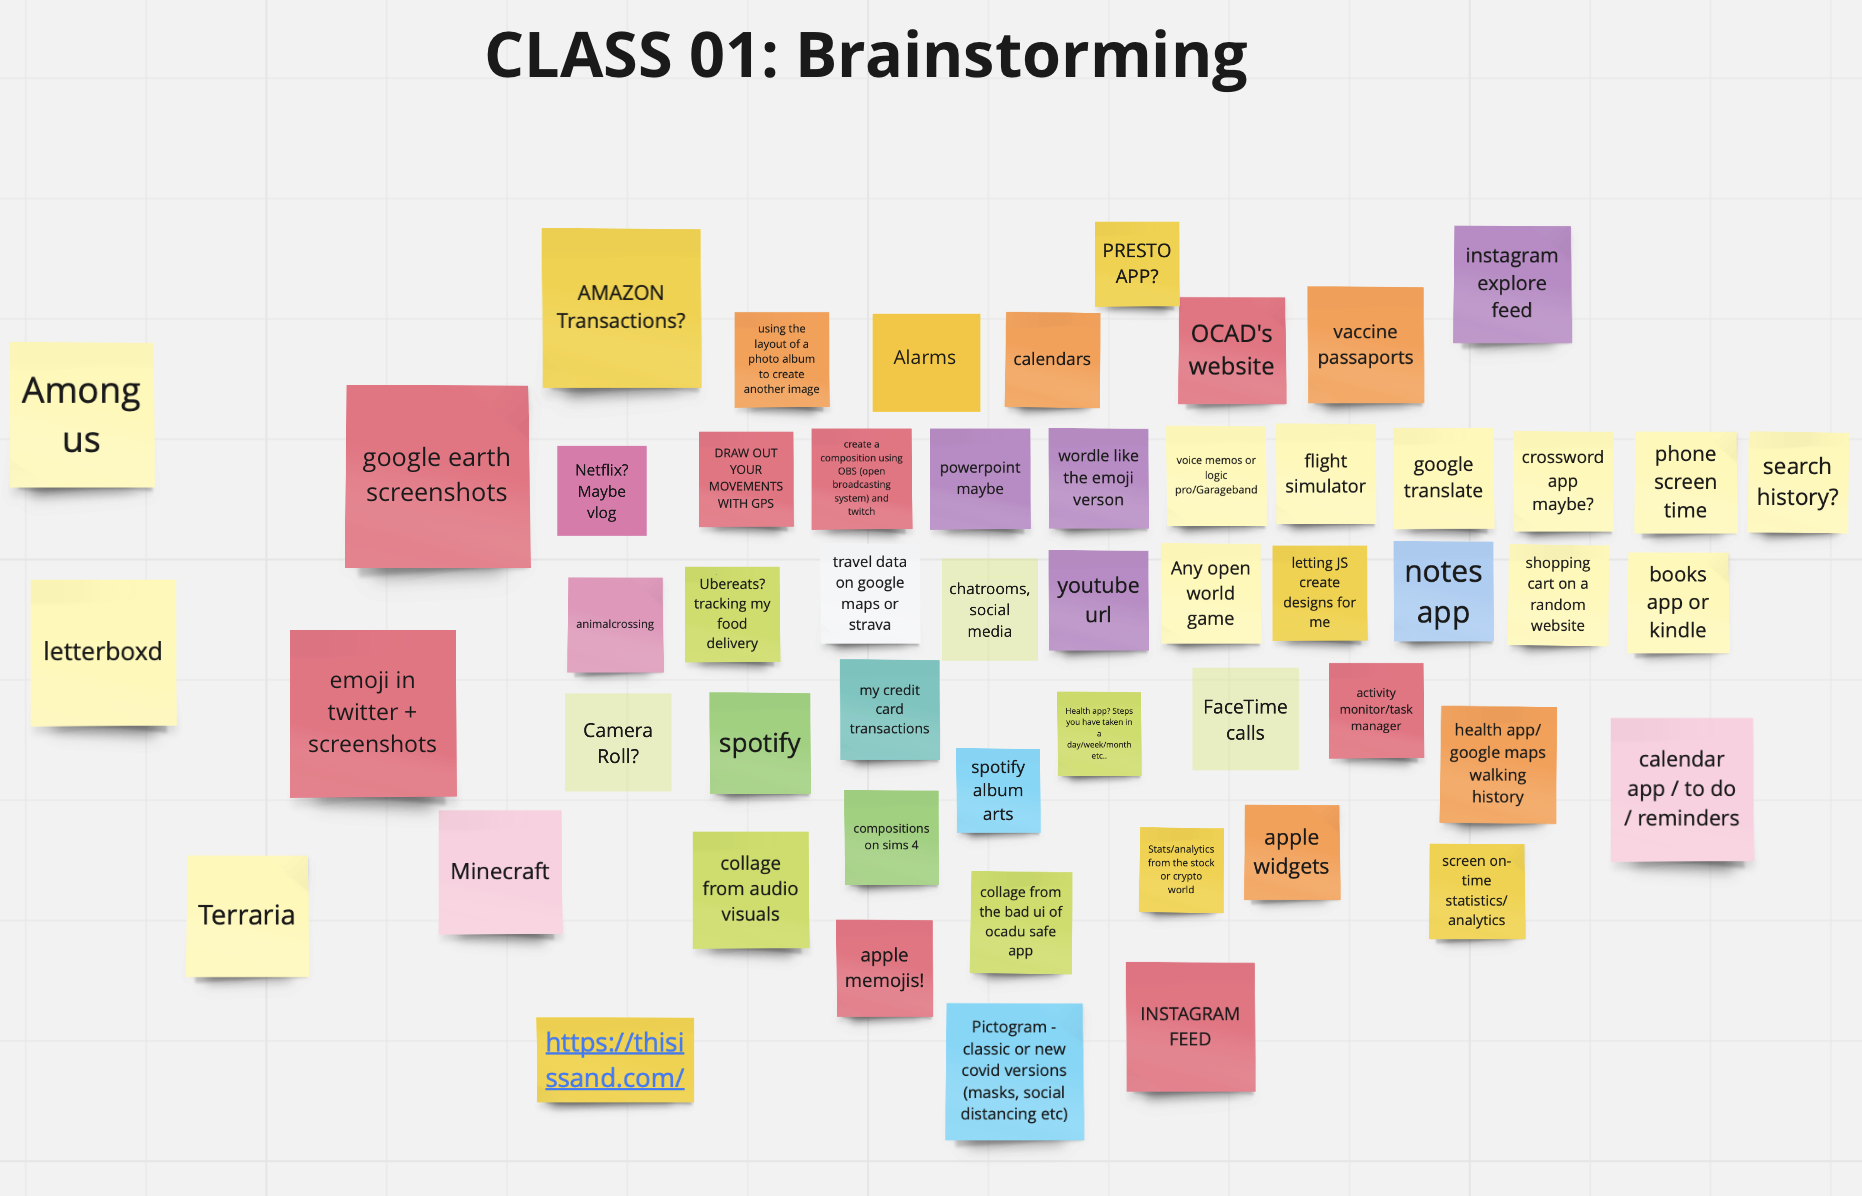 CLASS 01: Brainstorming
PRESTO
APP?
instagram
explore
feed
AMAZON
Transactions?
using the
layout of a
photo album
to create
another image
Alarms
calendars
OCAD's
website
vaccine
passaports
Among
us
google earth
screenshots
Netflix?
Maybe
vlog
DRAW OUT
YOUR
MOVEMENTS
WITH GPS
create a
composition using
OBS (open
broadcasting
system) and
twitch
powerpoint
maybe
wordle like
the emoji
verson
voice memos or
logic
pro/Garageband
flight
simulator
google
translate
crossword
app
maybe?
phone
screen
time
search
history?
letterboxd
emoji in
twitter +
screenshots
animalcrossing
Ubereats?
tracking my
food
delivery
travel data
on google
maps or
strava
chatrooms,
social
media
youtube
url
Any open
world
game
letting JS
create
designs for
me
notes
app
shopping
cart on a
random
website
books
app or
kindle
Camera
Roll?
spotify
my credit
card
transactions
spotify
album
arts
Health app? Steps
you have taken in
a
day/week/month
etc..
FaceTime
calls
activity
monitor/task
manager
health app/
google maps
walking
history
calendar
app / to do
/ reminders
Terraria
Minecraft
collage
from audio
visuals
compositions
on sims 4
collage from
the bad ui of
ocadu safe
app
Stats/analytics
from the stock
or crypto
world
apple
widgets
screen on-
time
statistics/
analytics
apple
memojis!
https://thisi
ssand.com/
Pictogram -
classic or new
covid versions
(masks, social
distancing etc)
INSTAGRAM
FEED